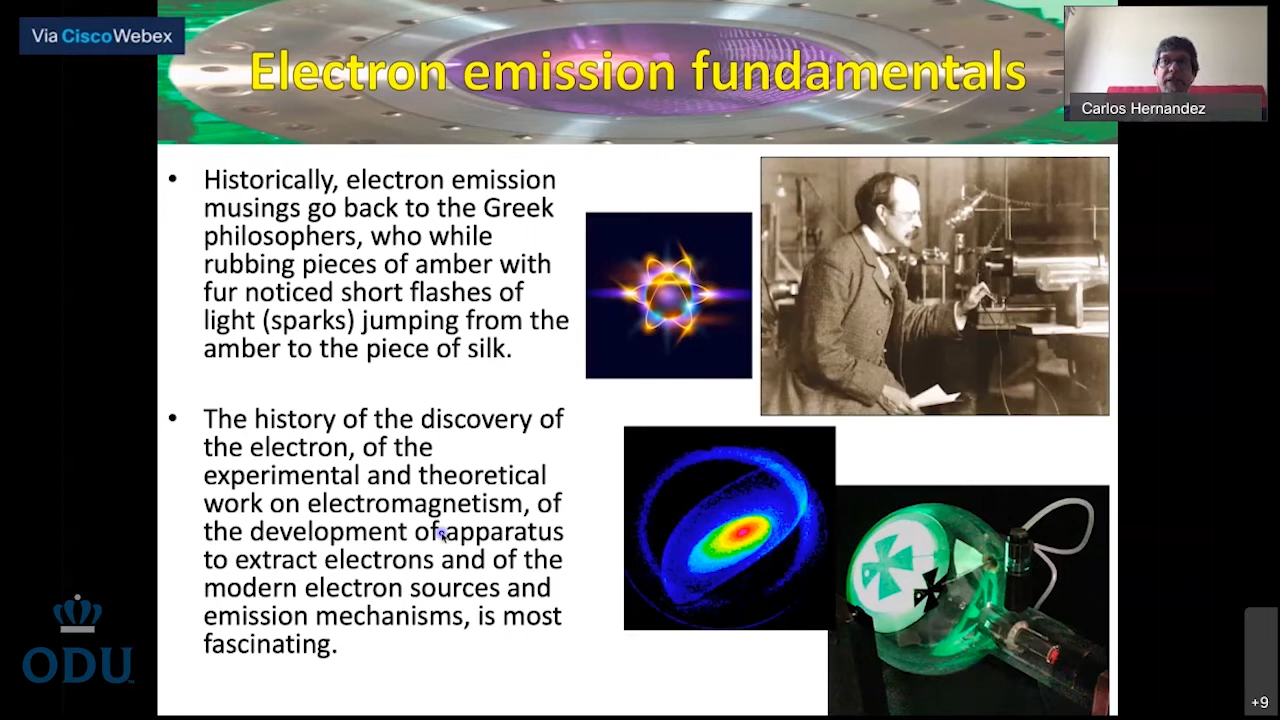 Via CiscoWebex
Electron emission fundamentals
Carlos Hernandez
• Historically, electron emission
musings go back to the Greek
philosophers, who while
rubbing pieces of amber with
fur noticed short flashes of
light (sparks) jumping from the
amber to the piece of silk.
• The history of the discovery of
the electron, of the
experimental and theoretical
work on electromagnetism, of
the development of apparatus
to extract electrons and of the
modern electron sources and
emission mechanisms, is most
fascinating.
ODU
+9